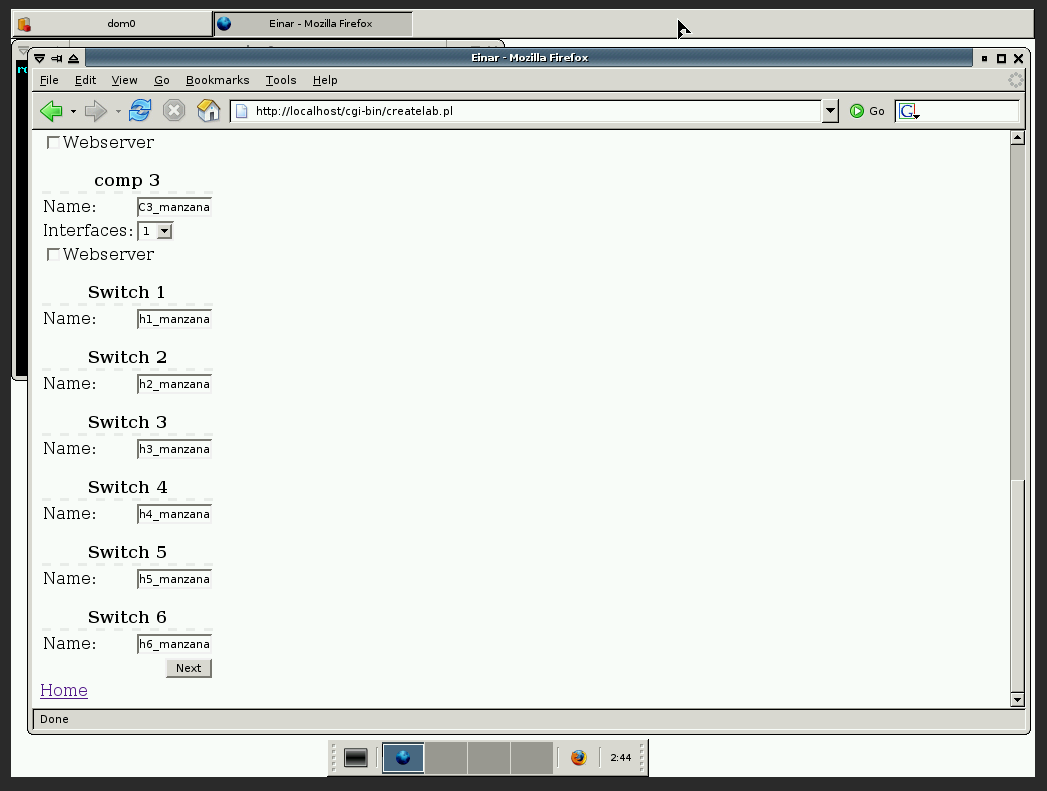 dom0 Einar - Mozilla Firefox
Einar - Mozilla Firefox
File Edit View Go Bookmarks Tools Help
http://localhost/cgi-bin/createlab.pl Go G
Webserver
comp 3
Name: C3_manzana
Interfaces: 1
Webserver
Switch 1
Name: h1_manzana
Switch 2
Name: h2_manzana
Switch 3
Name: h3_manzana
Switch 4
Name: h4_manzana
Switch 5
Name: h5_manzana
Switch 6
Name: h6_manzana
Next
Home
Done
2:44